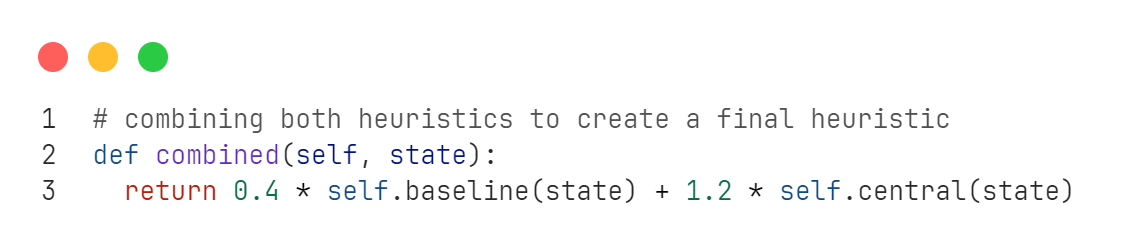 1 # combining both heuristics to create a final heuristic
2 def combined(self, state):
3   return 0.4 * self.baseline(state) + 1.2 * self.central(state)